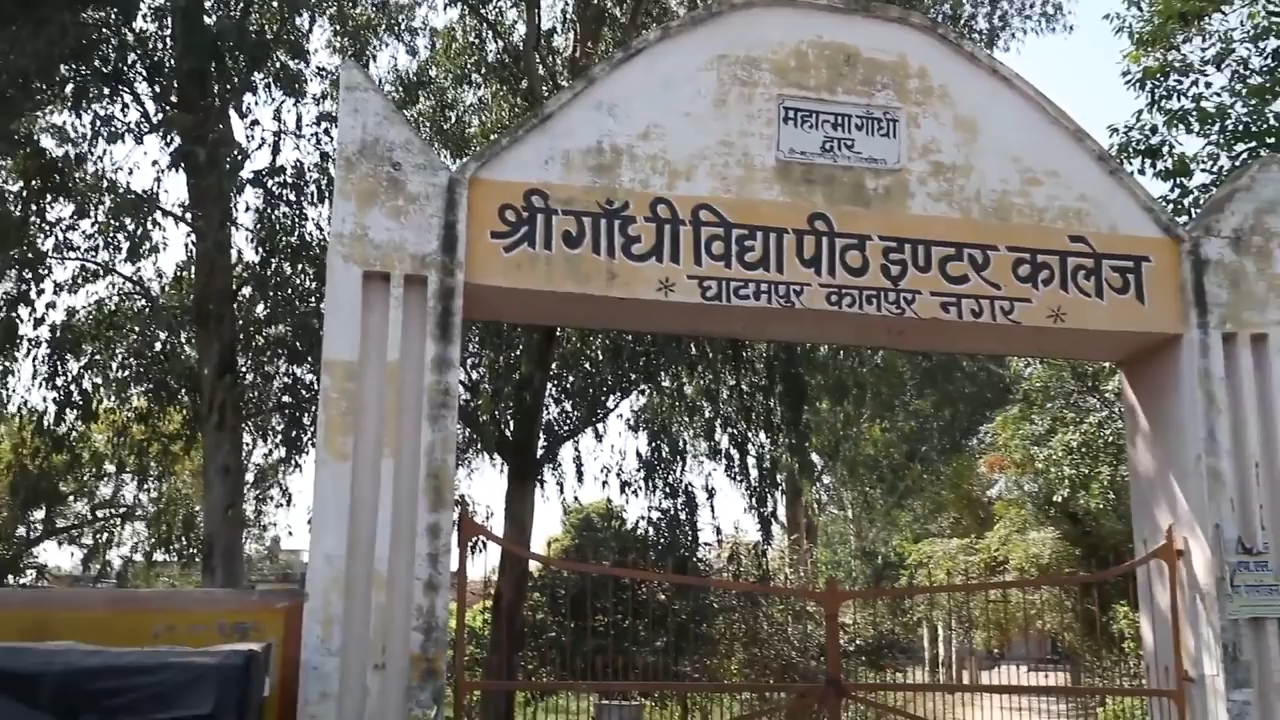 महात्मा गाँधी
द्वार
श्री गाँधी विद्या पीठ इण्टर कालेज
* घाटमपुर कानपुर नगर *